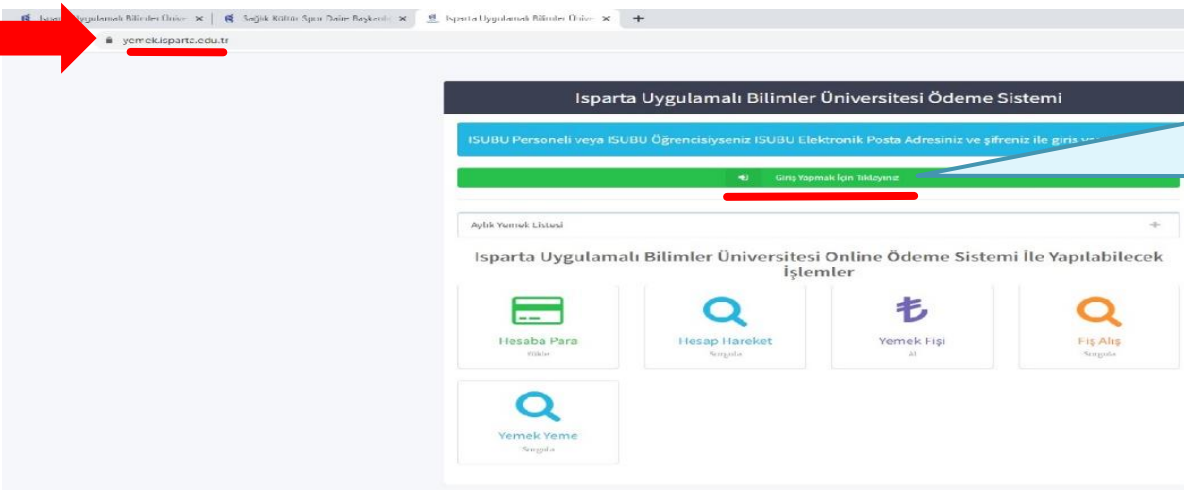 Isparta Uygulamalı Bilimler Ünive
Sağlık Kültür Spor Daire Başkanlı
Isparta Uygulamalı Bilimler Ünive
yemek.isparta.edu.tr
Isparta Uygulamalı Bilimler Üniversitesi Ödeme Sistemi
ISUBU Personeli veya ISUBU Öğrencisiyseniz ISUBU Elektronik Posta Adresiniz ve şifreniz ile giriş
Giriş Yapmak İçin Tıklayınız
Aylık Yemek Listesi
Isparta Uygulamalı Bilimler Üniversitesi Online Ödeme Sistemi İle Yapılabilecek
İşlemler
Hesaba Para
Yükle
Hesap Hareket
Sorgula
Yemek Fişi
Al
Fiş Alış
Sorgula
Yemek Yeme
Sorgula